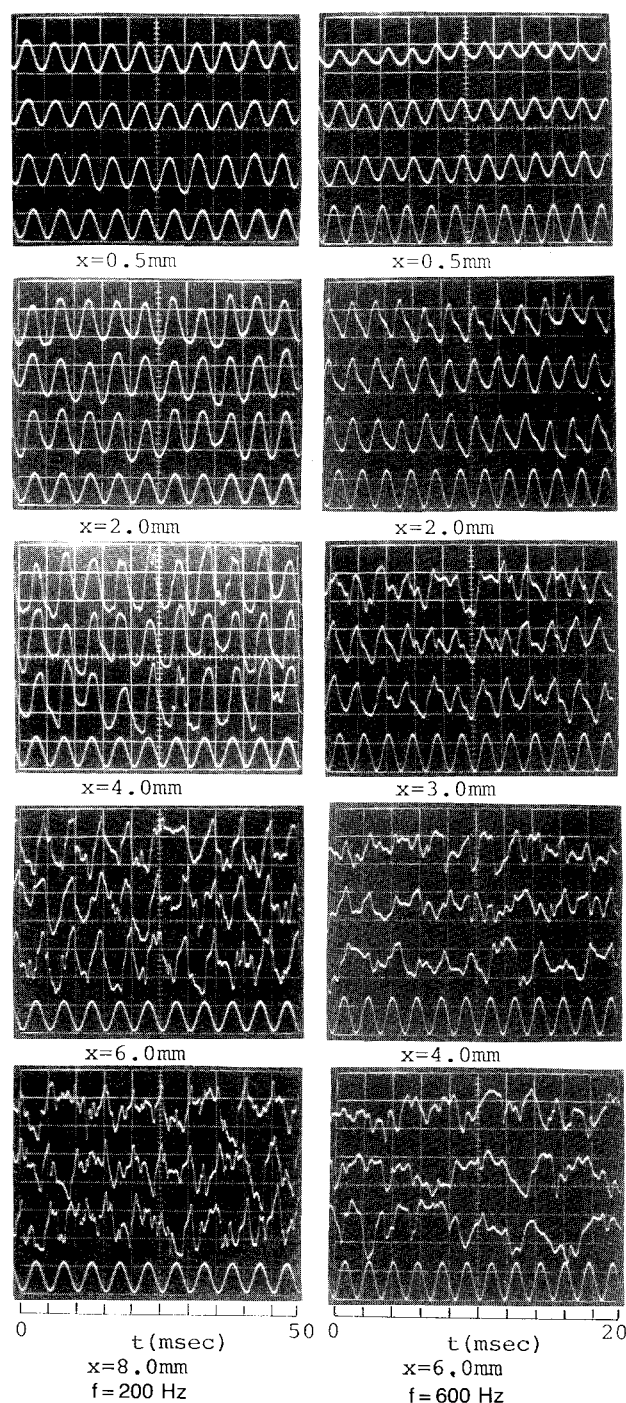 x=0.5mm x=0.5mm
x=2.0mm x=2.0mm
x=4.0mm x=3.0mm
x=6.0mm x=4.0mm
0 50 0 20
t(msec) t(msec)
x=8.0mm x=6.0mm
f=200 Hz f=600 Hz